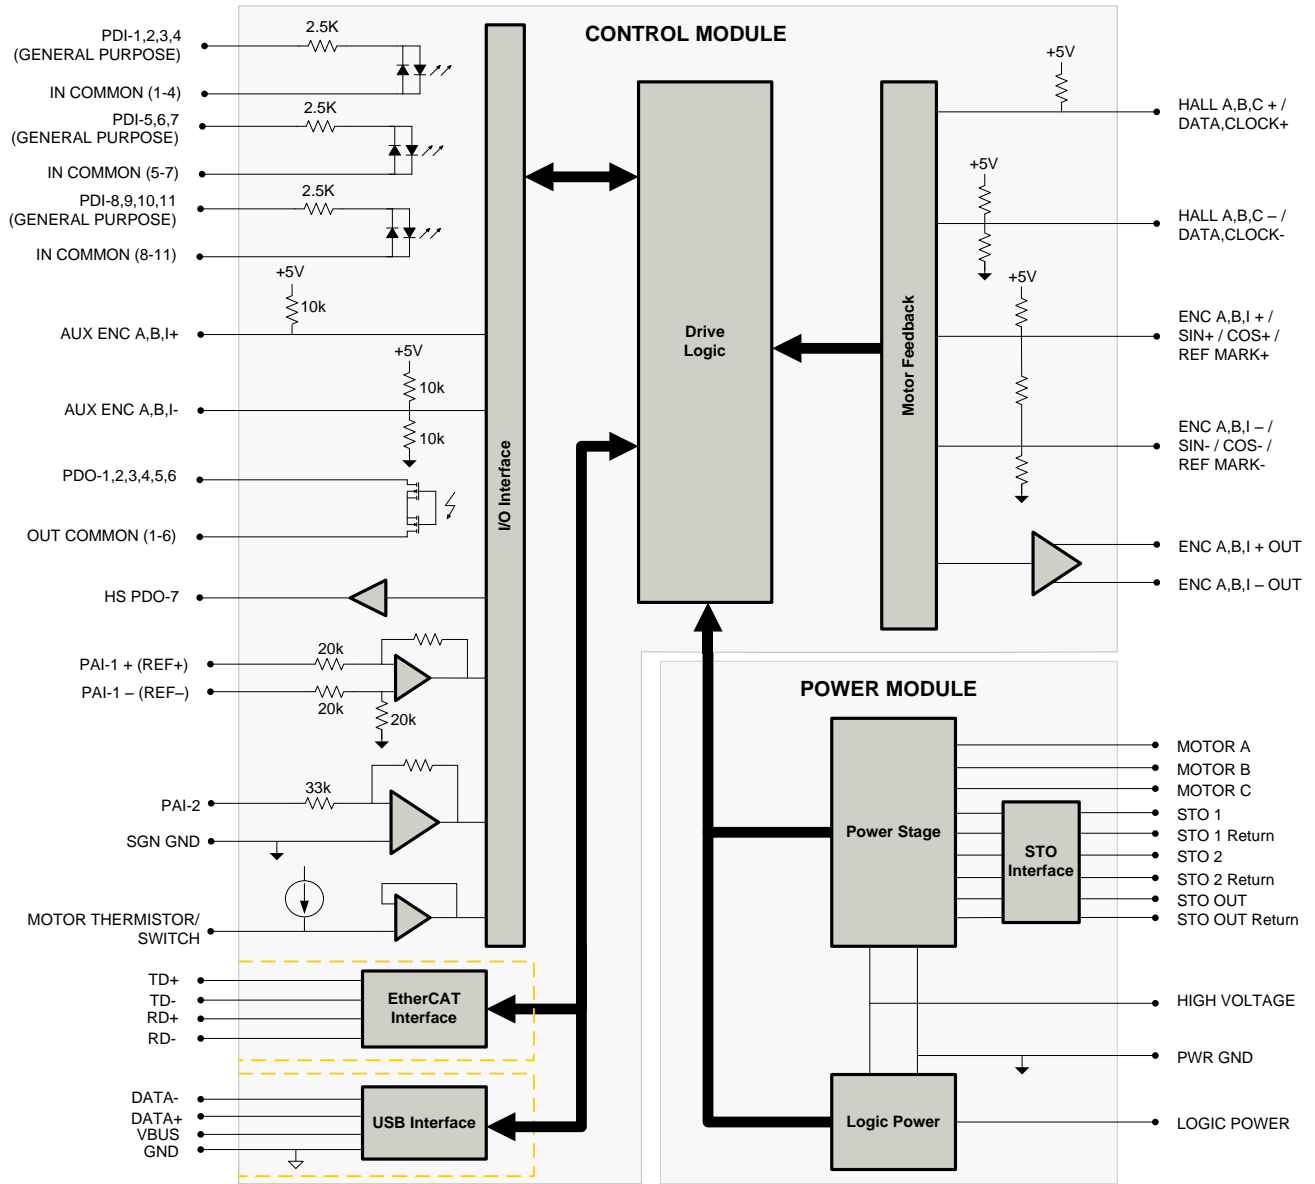 CONTROL MODULE
PDI-1,2,3,4
(GENERAL PURPOSE)
2.5K
IN COMMON (1-4)
PDI-5,6,7
(GENERAL PURPOSE)
2.5K
IN COMMON (5-7)
PDI-8,9,10,11
(GENERAL PURPOSE)
2.5K
IN COMMON (8-11)
+5V
10k
AUX ENC A,B,I+
+5V
10k
AUX ENC A,B,I-
10k
PDO-1,2,3,4,5,6
OUT COMMON (1-6)
HS PDO-7
PAI-1 + (REF+)
20k
PAI-1 – (REF–)
20k
20k
PAI-2
33k
SGN GND
MOTOR THERMISTOR/
SWITCH
I/O Interface
TD+
TD-
RD+
RD-
EtherCAT
Interface
DATA-
DATA+
VBUS
GND
USB Interface
Drive
Logic
Motor Feedback
+5V
HALL A,B,C + /
DATA,CLOCK+
+5V
HALL A,B,C – /
DATA,CLOCK-
+5V
ENC A,B,I + /
SIN+ / COS+ /
REF MARK+
ENC A,B,I – /
SIN- / COS- /
REF MARK-
ENC A,B,I + OUT
ENC A,B,I – OUT
POWER MODULE
Power Stage
STO
Interface
MOTOR A
MOTOR B
MOTOR C
STO 1
STO 1 Return
STO 2
STO 2 Return
STO OUT
STO OUT Return
HIGH VOLTAGE
PWR GND
Logic Power
LOGIC POWER